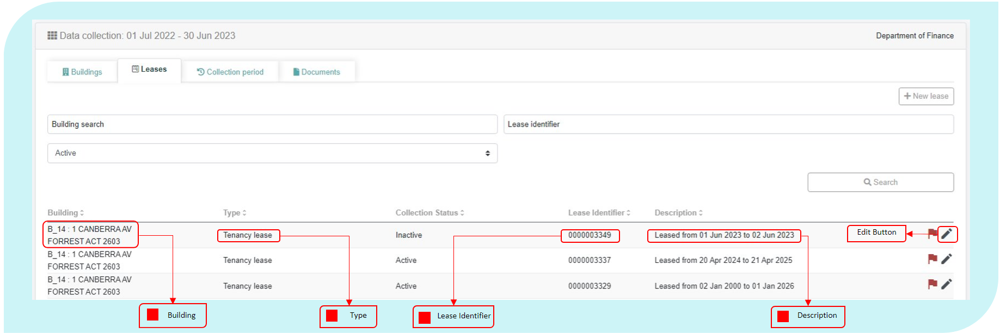 Data collection: 01 Jul 2022 - 30 Jun 2023
Department of Finance
Buildings
Leases
Collection period
Documents
+ New lease
Building search
Lease identifier
Active
Search
Building Type Collection Status Lease Identifier Description
B_14 : 1 CANBERRA AV
FORREST ACT 2603
Tenancy lease Inactive 0000003349 Leased from 01 Jun 2023 to 02 Jun 2023
Edit Button
B_14 : 1 CANBERRA AV
FORREST ACT 2603
Tenancy lease Active 0000003337 Leased from 20 Apr 2024 to 21 Apr 2025
B_14 : 1 CANBERRA AV
FORREST ACT 2603
Tenancy lease Active 0000003329 Leased from 02 Jan 2000 to 01 Jan 2026
Building
Type
Lease Identifier
Description